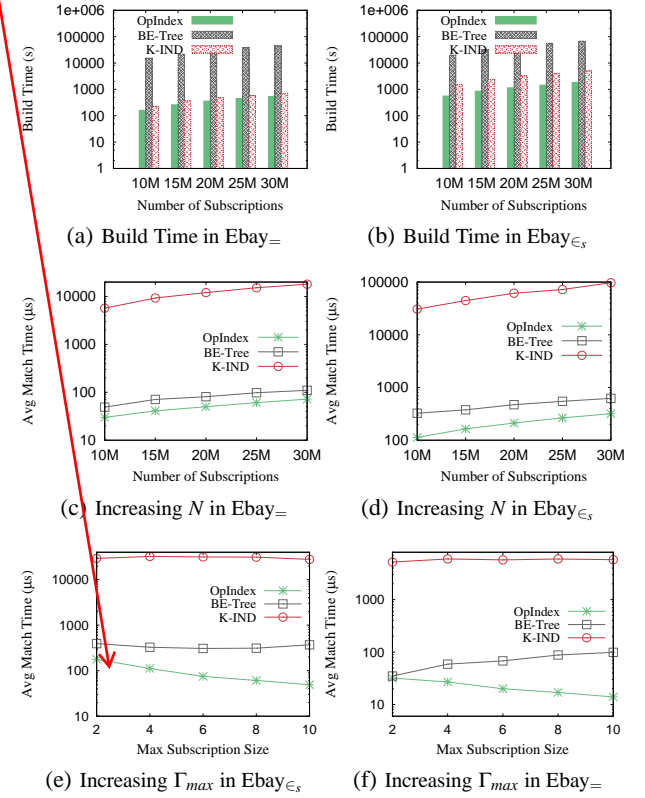 1e+006
100000
10000
1000
100
10
1
Build Time (s)
OpIndex
BE-Tree
K-IND
10M 15M 20M 25M 30M
Number of Subscriptions
(a) Build Time in Ebay=
1e+006
100000
10000
1000
100
10
1
Build Time (s)
OpIndex
BE-Tree
K-IND
10M 15M 20M 25M 30M
Number of Subscriptions
(b) Build Time in Ebay∈s
10000
1000
100
10
Avg Match Time (µs)
OpIndex
BE-Tree
K-IND
10M 15M 20M 25M 30M
Number of Subscriptions
(c) Increasing N in Ebay=
100000
10000
1000
100
Avg Match Time (µs)
OpIndex
BE-Tree
K-IND
10M 15M 20M 25M 30M
Number of Subscriptions
(d) Increasing N in Ebay∈s
10000
1000
100
10
Avg Match Time (µs)
OpIndex
BE-Tree
K-IND
2 4 6 8 10
Max Subscription Size
(e) Increasing Γmax in Ebay∈s
1000
100
10
Avg Match Time (µs)
OpIndex
BE-Tree
K-IND
2 4 6 8 10
Max Subscription Size
(f) Increasing Γmax in Ebay=